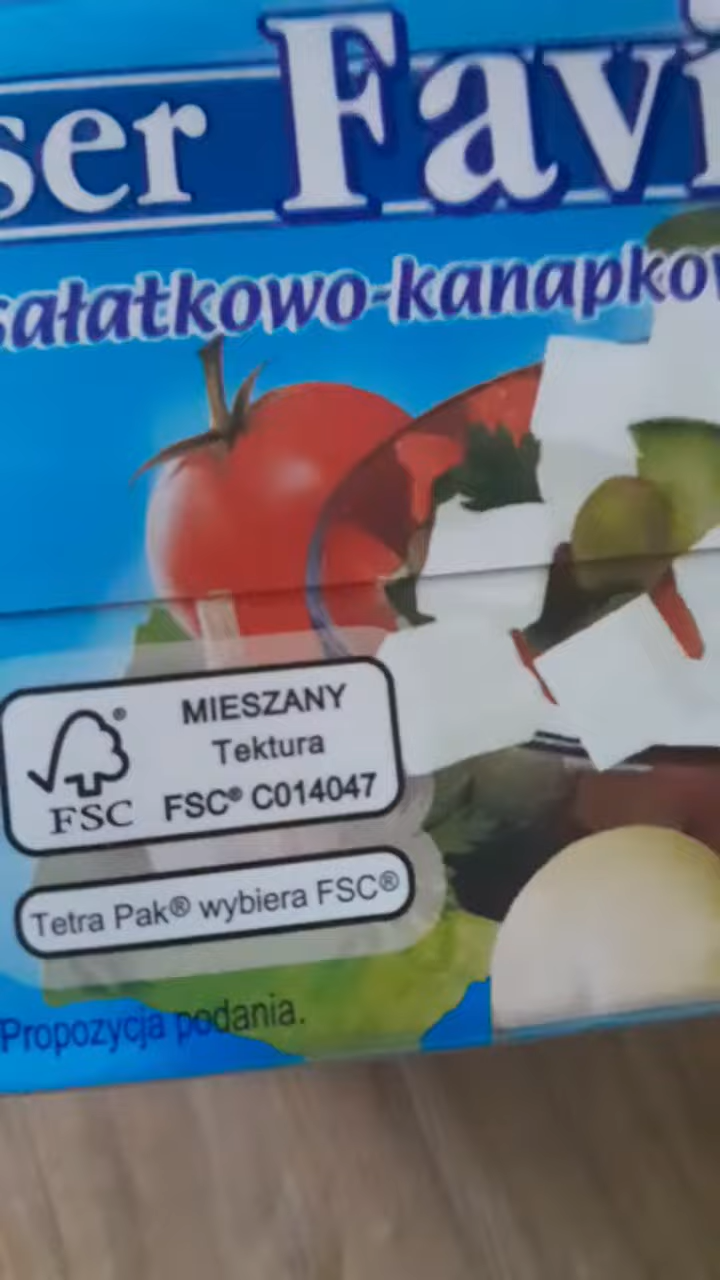 ser Favi
sałatkowo-kanapkow
MIESZANY
Tektura
FSC® C014047
FSC
Tetra Pak® wybiera FSC®
Propozycja podania.